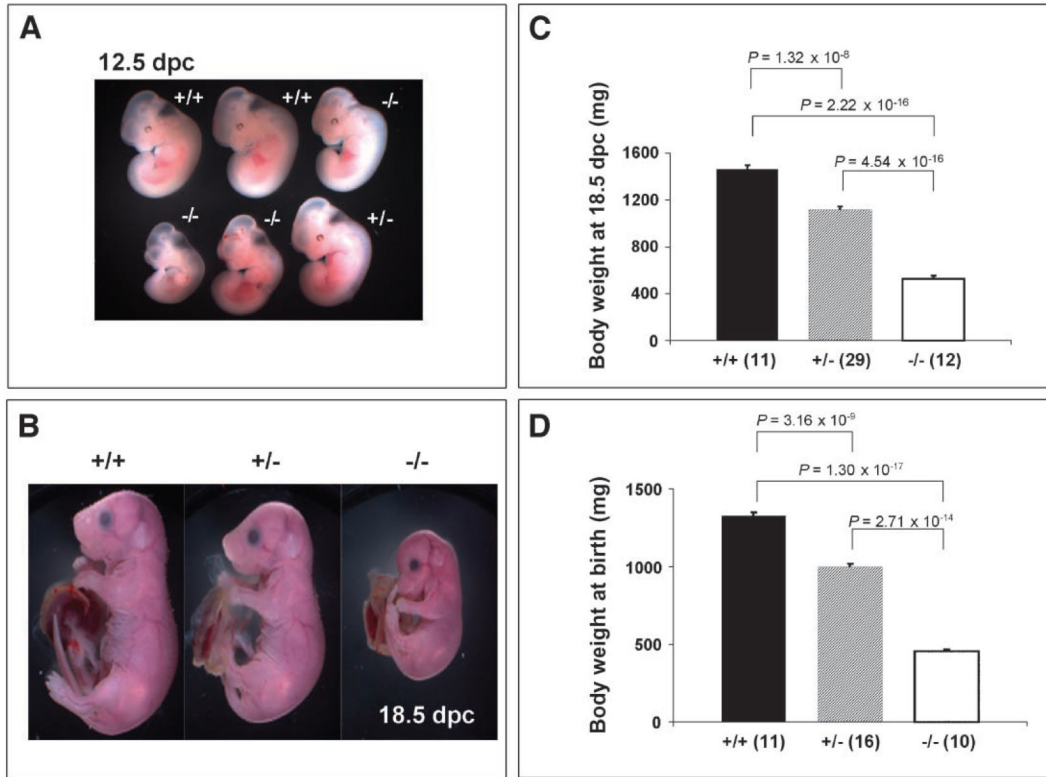 A
12.5 dpc
+/+
+/+
-/-
-/-
-/-
+/-
B
+/+ +/- -/-
18.5 dpc
C
P = 1.32 x 10-8
P = 2.22 x 10-16
P = 4.54 x 10-16
Body weight at 18.5 dpc (mg)
1600
1200
800
400
0
+/+ (11) +/- (29) -/- (12)
D
P = 3.16 x 10-9
P = 1.30 x 10-17
P = 2.71 x 10-14
Body weight at birth (mg)
1500
1000
500
0
+/+ (11) +/- (16) -/- (10)